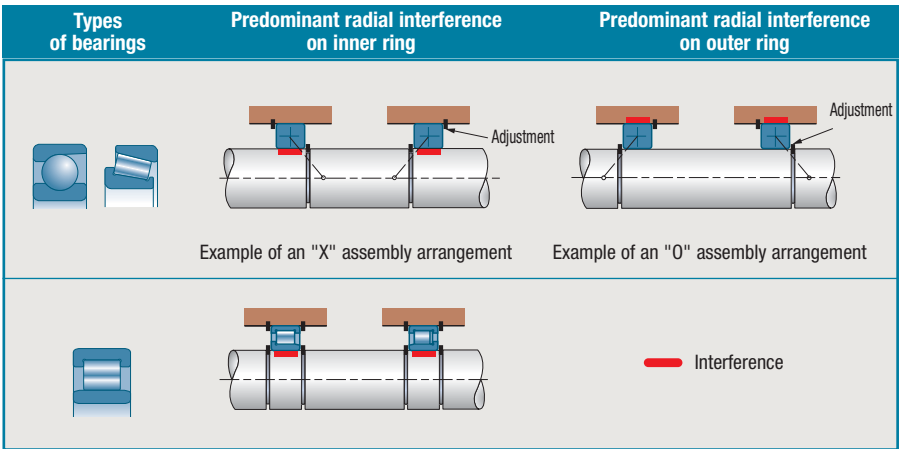 Types
of bearings
Predominant radial interference
on inner ring
Predominant radial interference
on outer ring
Adjustment
Adjustment
Example of an "X" assembly arrangement
Example of an "O" assembly arrangement
Interference